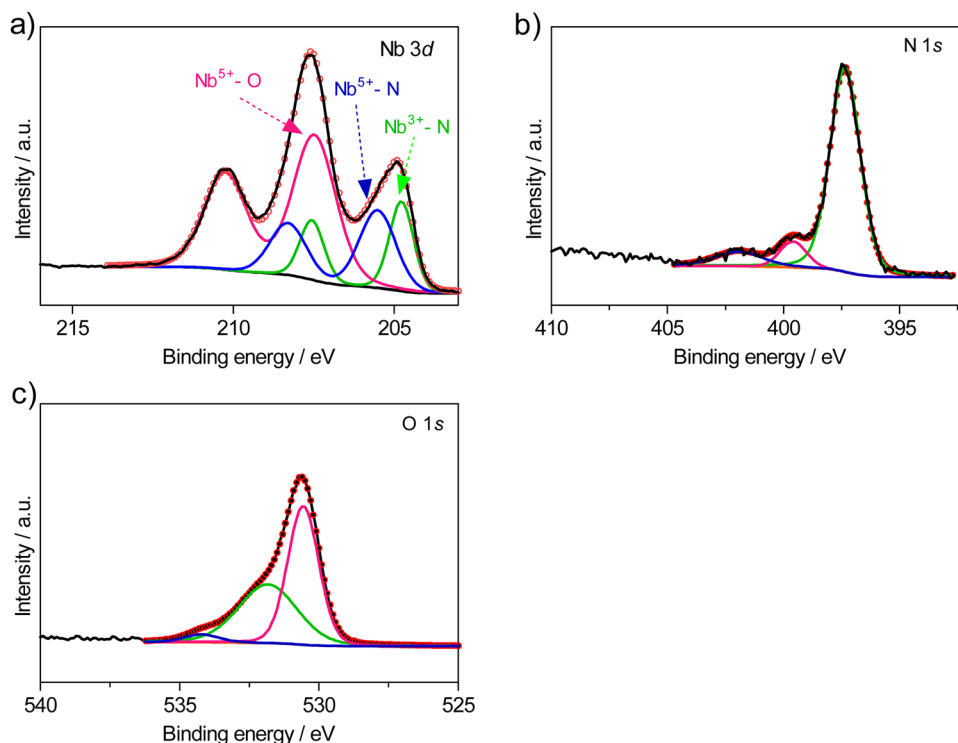 a)
Nb 3d
Nb⁵⁺- O
Nb⁵⁺- N
Nb³⁺- N
Intensity / a.u.
215
210
205
Binding energy / eV
b)
N 1s
Intensity / a.u.
410
405
400
395
Binding energy / eV
c)
O 1s
Intensity / a.u.
540
535
530
525
Binding energy / eV